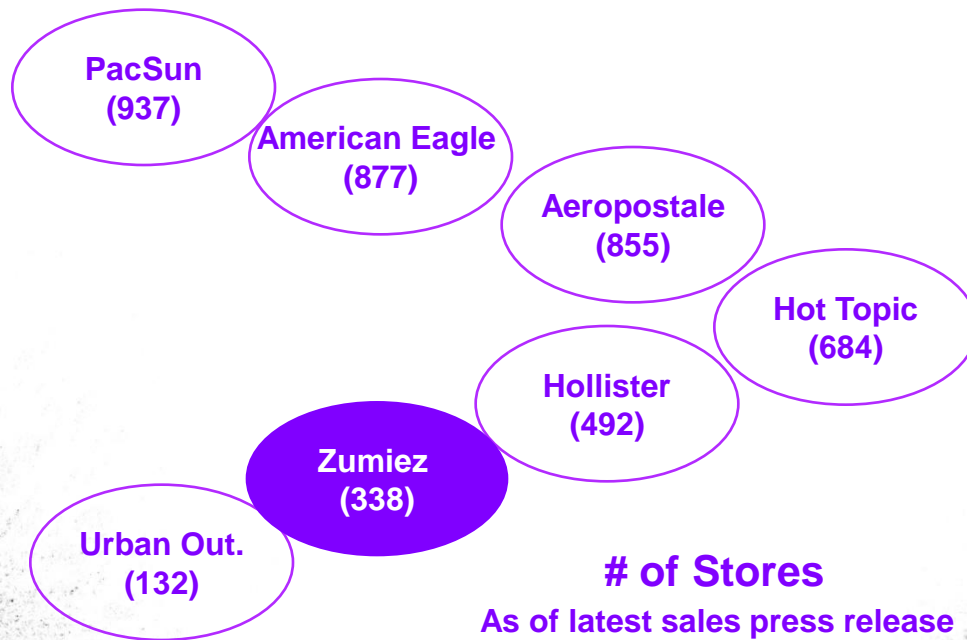 PacSun
(937)
American Eagle
(877)
Aeropostale
(855)
Hot Topic
(684)
Hollister
(492)
Zumiez
(338)
Urban Out.
(132)
# of Stores
As of latest sales press release